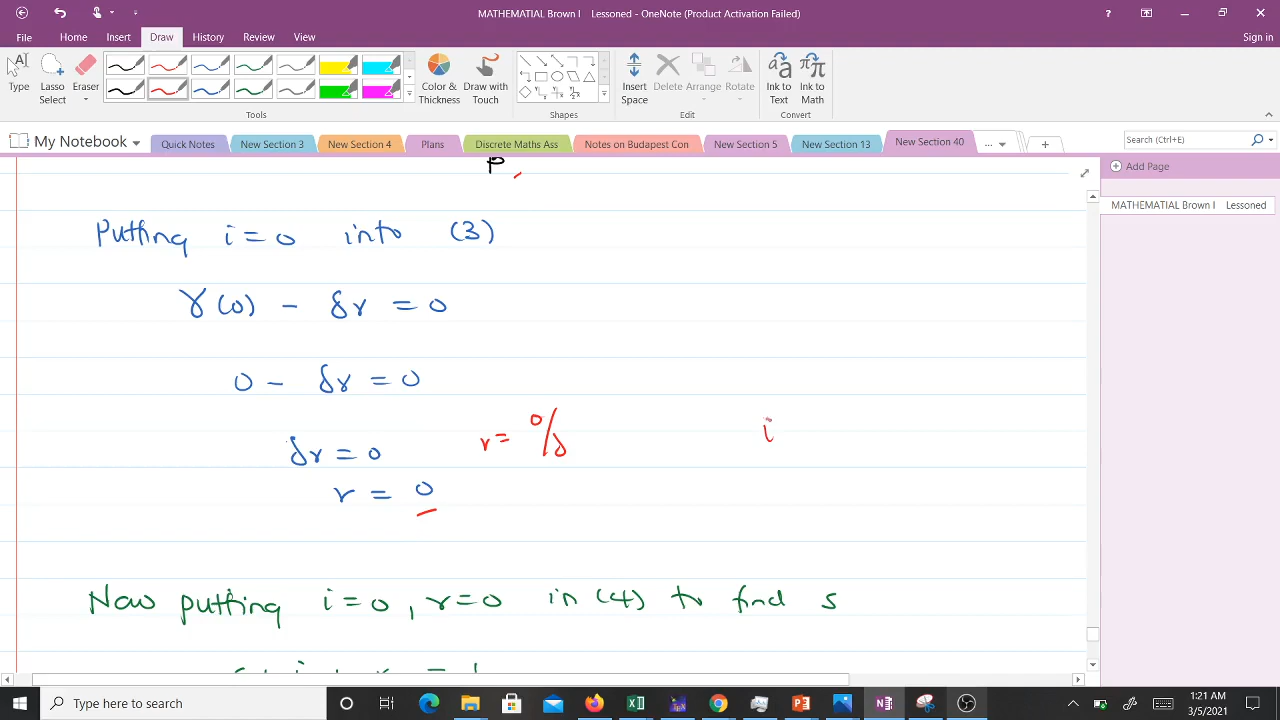 MATHEMATIAL Brown I Lessoned - OneNote (Product Activation Failed)
File Home Insert Draw History Review View Sign in
Type Lasso Select Eraser Color & Thickness Draw with Touch Insert Space Delete Arrange Rotate Ink to Text Ink to Math
Tools Shapes Edit Convert
My Notebook Quick Notes New Section 3 New Section 4 Plans Discrete Maths Ass Notes on Budapest Con New Section 5 New Section 13 New Section 40 ... Search (Ctrl+E)
Add Page
MATHEMATIAL Brown I Lessoned
β
Putting i = 0 into (3)
γ(0) - δr = 0
0 - δr = 0
δr = 0 r = 0/δ i
r = 0
Now putting i = 0, r = 0 in (4) to find s
Type here to search
1:21 AM
3/5/2021